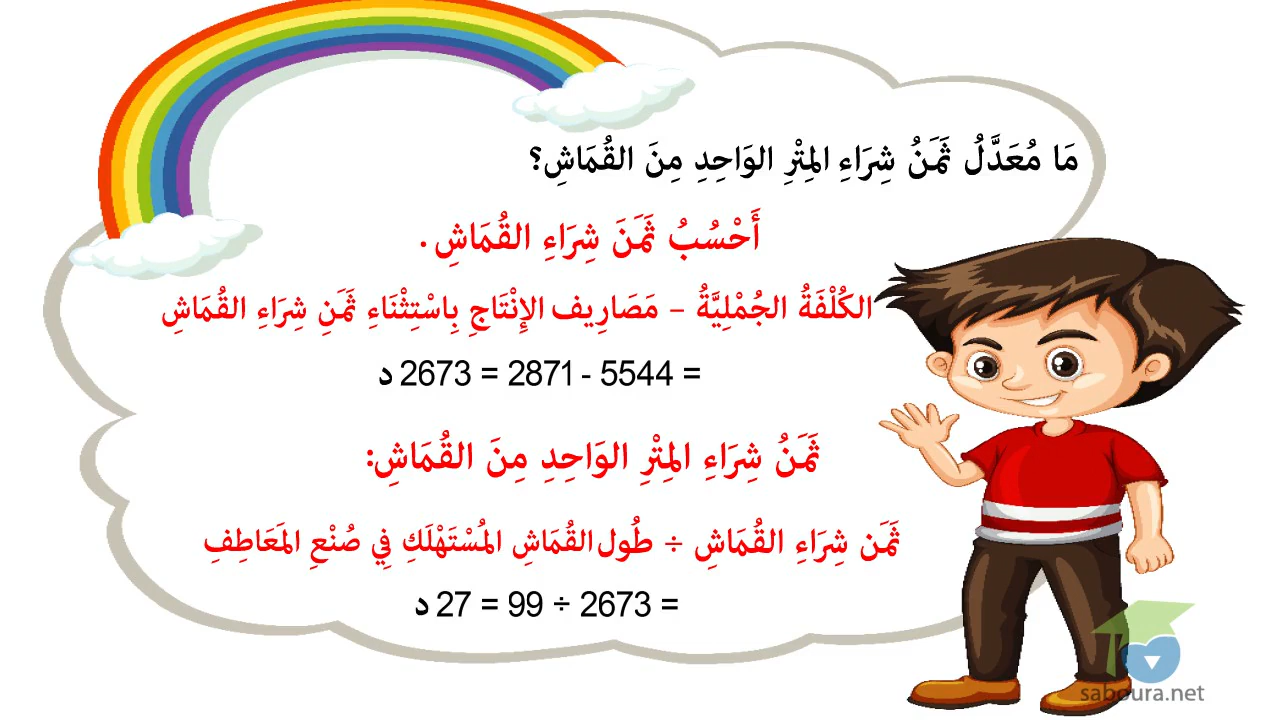 مَا مُعَدَّلُ ثَمَنُ شِرَاءِ المِتْرِ الوَاحِدِ مِنَ القُمَاشِ؟
أَحْسُبُ ثَمَنَ شِرَاءِ القُمَاشِ.
الكُلْفَةُ الجُمْلِيَّةُ – مَصَارِيف الإِنْتَاجِ بِاسْتِثْنَاءِ ثَمَنِ شِرَاءِ القُمَاشِ
= 5544 - 2871 = 2673 د
ثَمَنُ شِرَاءِ المِتْرِ الوَاحِدِ مِنَ القُمَاشِ:
ثَمَن شِرَاءِ القُمَاشِ ÷ طُول القُمَاشِ المُسْتَهْلَكِ فِي صُنْعِ المَعَاطِفِ
= 2673 ÷ 99 = 27 د
saboura.net